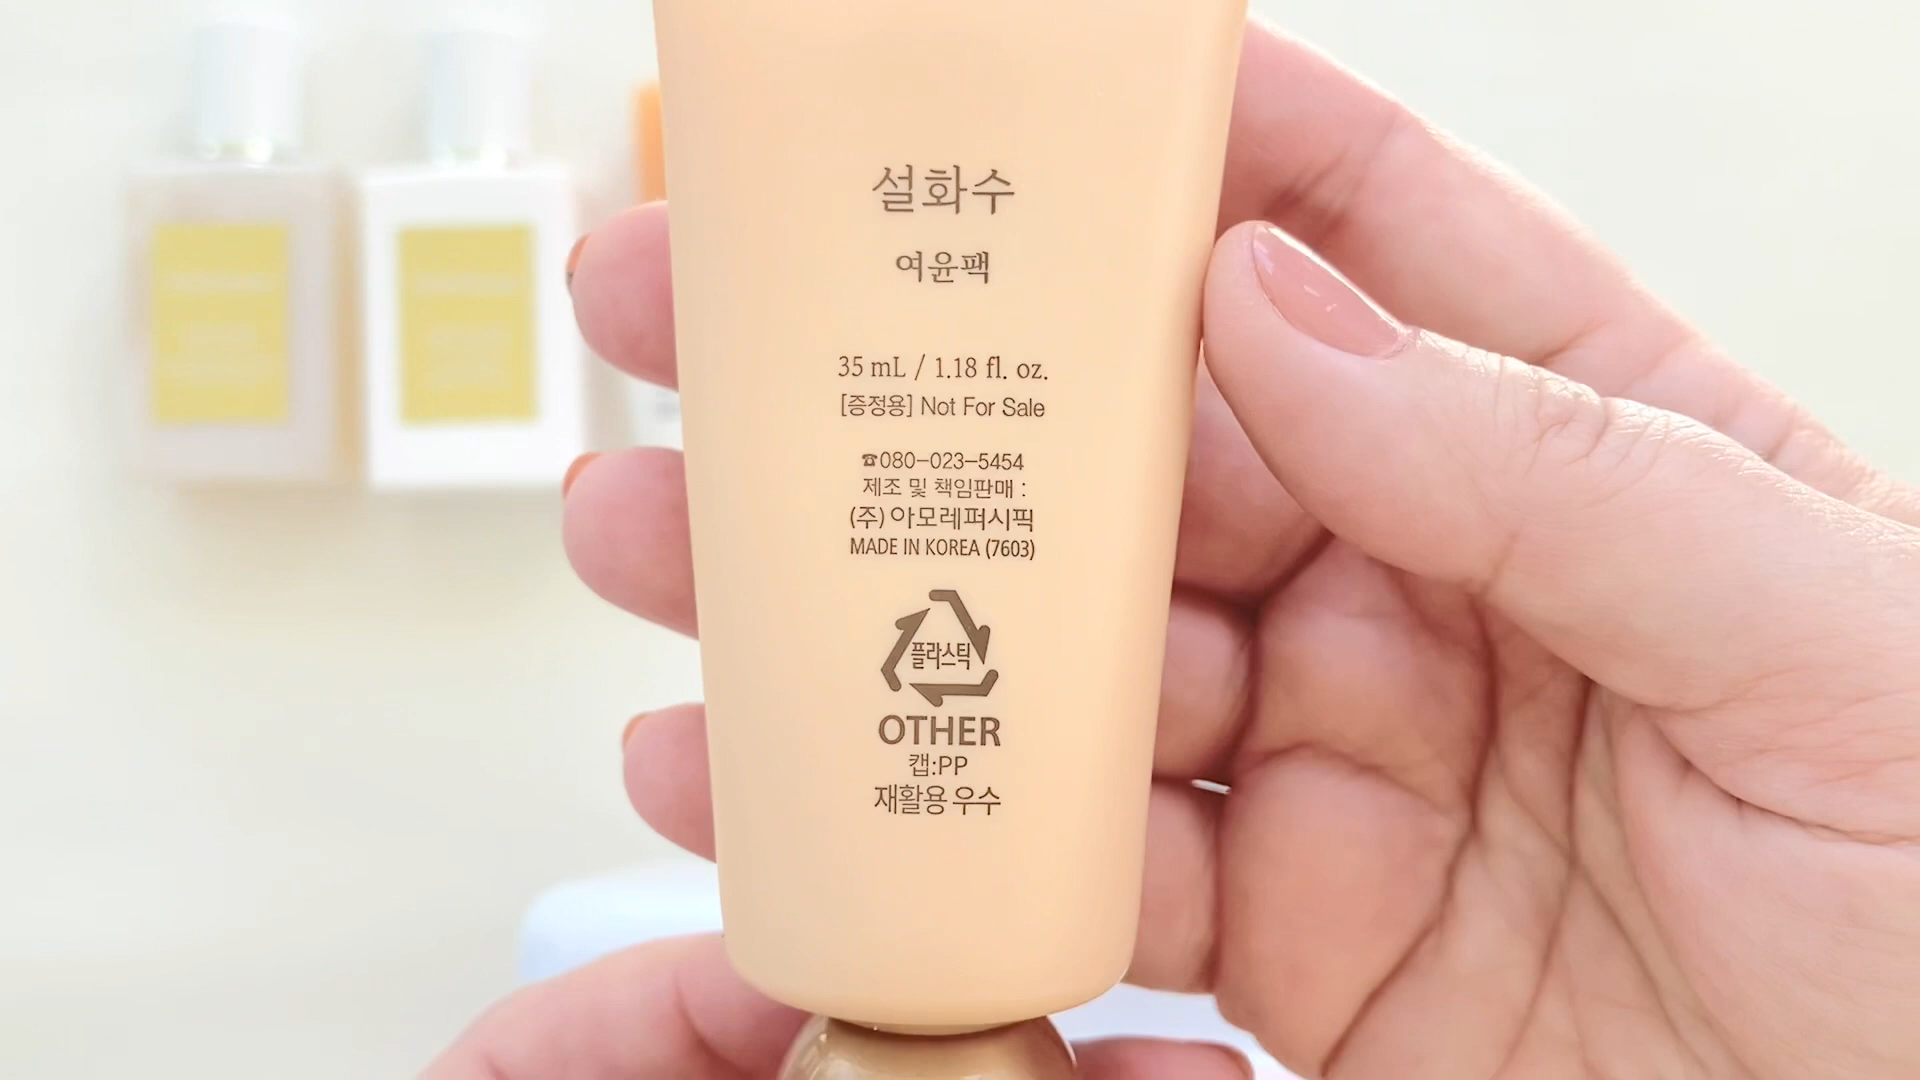 설화수
여윤팩
35 mL / 1.18 fl. oz.
[증정용] Not For Sale
☎080-023-5454
제조 및 책임판매 :
(주) 아모레퍼시픽
MADE IN KOREA (7603)
플라스틱
OTHER
캡:PP
재활용 우수